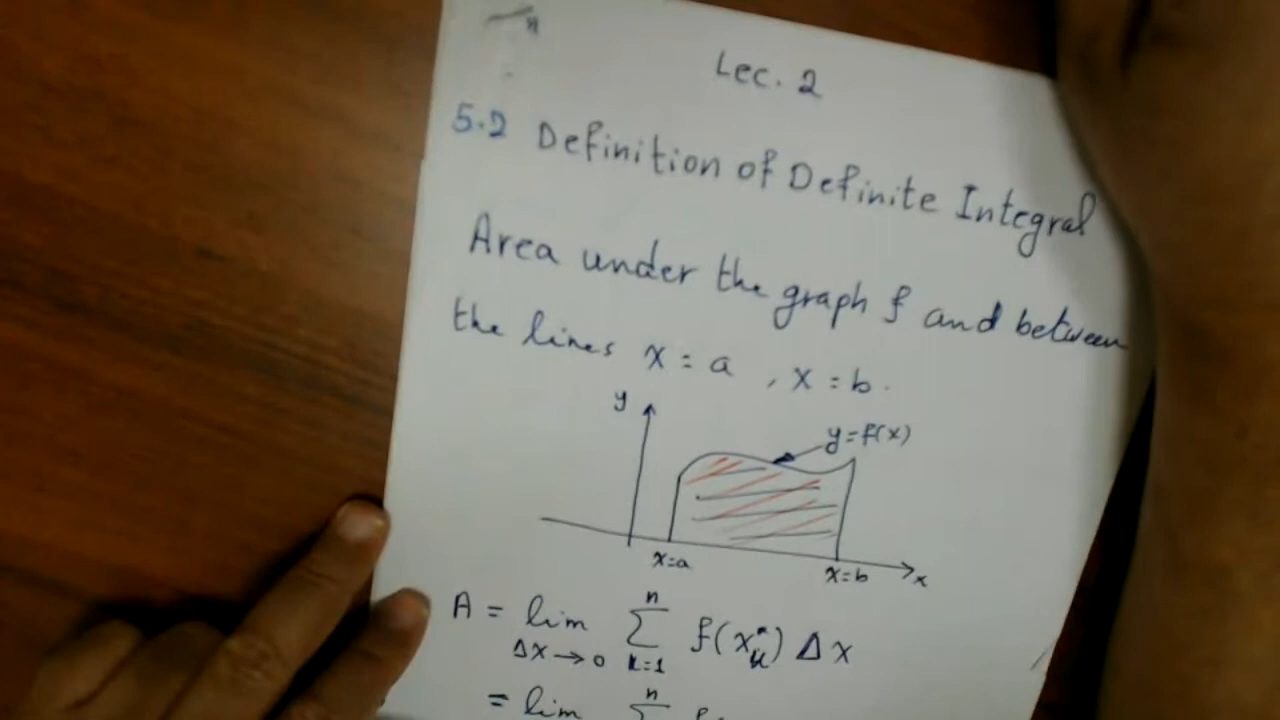 Lec. 2
5.2 Definition of Definite Integral
Area under the graph f and between
the lines x = a , x = b.
y
y=f(x)
x=a
x=b
x
n
A = lim ∑ f(x*k) Δx
Δx→0 k=1
n
= lim ∑